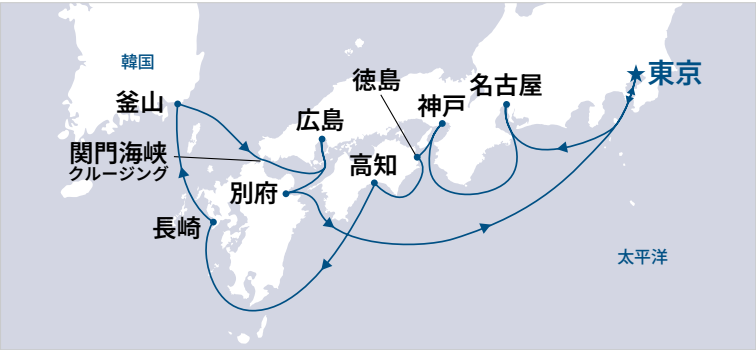 韓国
釜山
関門海峡
クルージング
広島
別府
長崎
高知
徳島
神戸
名古屋
★東京
太平洋